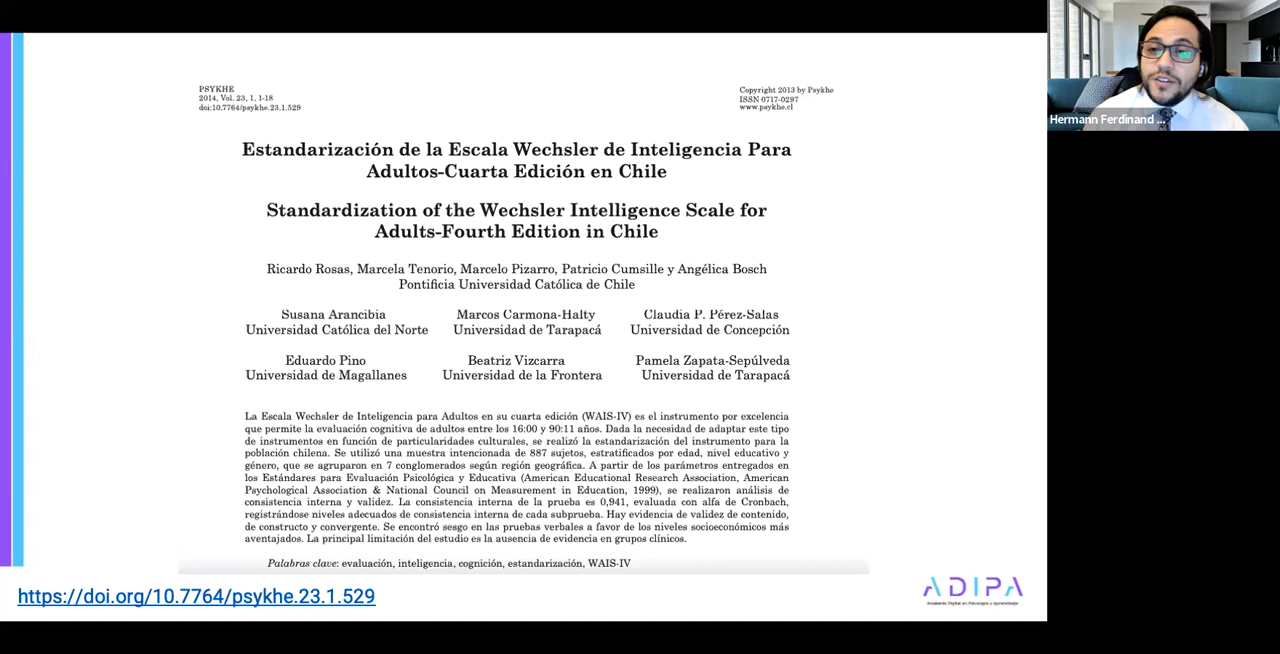 PSYKHE
2014, Vol. 23, 1, 1-18
doi:10.7764/psykhe.23.1.529
Copyright 2013 by Psykhe
ISSN 0717-0297
www.psykhe.cl
Estandarización de la Escala Wechsler de Inteligencia Para
Adultos-Cuarta Edición en Chile
Standardization of the Wechsler Intelligence Scale for
Adults-Fourth Edition in Chile
Ricardo Rosas, Marcela Tenorio, Marcelo Pizarro, Patricio Cumsille y Angélica Bosch
Pontificia Universidad Católica de Chile
Susana Arancibia Marcos Carmona-Halty Claudia P. Pérez-Salas
Universidad Católica del Norte Universidad de Tarapacá Universidad de Concepción
Eduardo Pino Beatriz Vizcarra Pamela Zapata-Sepúlveda
Universidad de Magallanes Universidad de la Frontera Universidad de Tarapacá
La Escala Wechsler de Inteligencia para Adultos en su cuarta edición (WAIS-IV) es el instrumento por excelencia
que permite la evaluación cognitiva de adultos entre los 16:00 y 90:11 años. Dada la necesidad de adaptar este tipo
de instrumentos en función de particularidades culturales, se realizó la estandarización del instrumento para la
población chilena. Se utilizó una muestra intencionada de 887 sujetos, estratificados por edad, nivel educativo y
género, que se agruparon en 7 conglomerados según región geográfica. A partir de los parámetros entregados en
los Estándares para Evaluación Psicológica y Educativa (American Educational Research Association, American
Psychological Association & National Council on Measurement in Education, 1999), se realizaron análisis de
consistencia interna y validez. La consistencia interna de la prueba es 0,941, evaluada con alfa de Cronbach,
registrándose niveles adecuados de consistencia interna de cada subprueba. Hay evidencia de validez de contenido,
de constructo y convergente. Se encontró sesgo en las pruebas verbales a favor de los niveles socioeconómicos más
aventajados. La principal limitación del estudio es la ausencia de evidencia en grupos clínicos.
Palabras clave: evaluación, inteligencia, cognición, estandarización, WAIS-IV
https://doi.org/10.7764/psykhe.23.1.529
ADIPA
Academia Digital en Psicología y Aprendizaje
Hermann Ferdinand ...